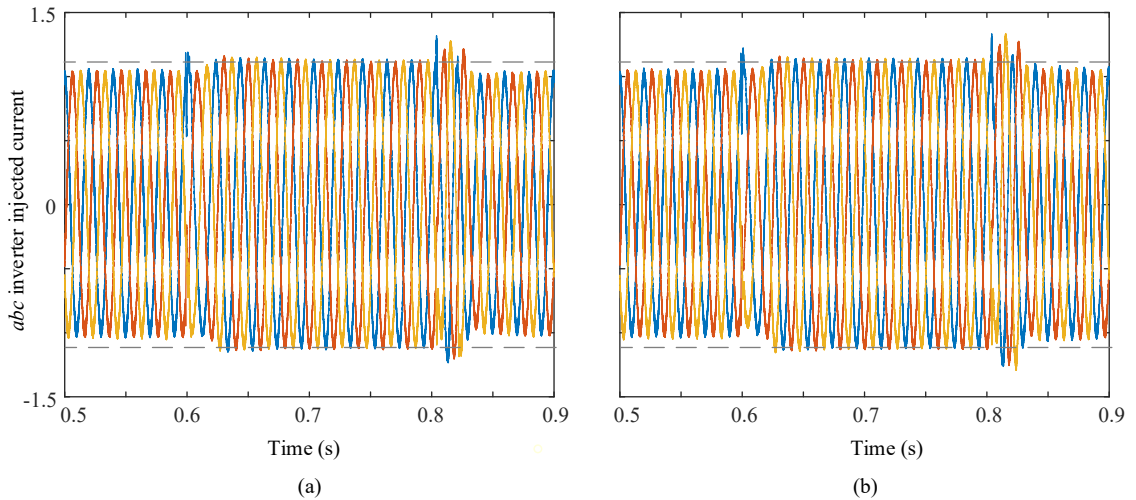 abc inverter injected current
1.5
0
-1.5
0.5 0.6 0.7 0.8 0.9
Time (s)
(a)
0.5 0.6 0.7 0.8 0.9
Time (s)
(b)